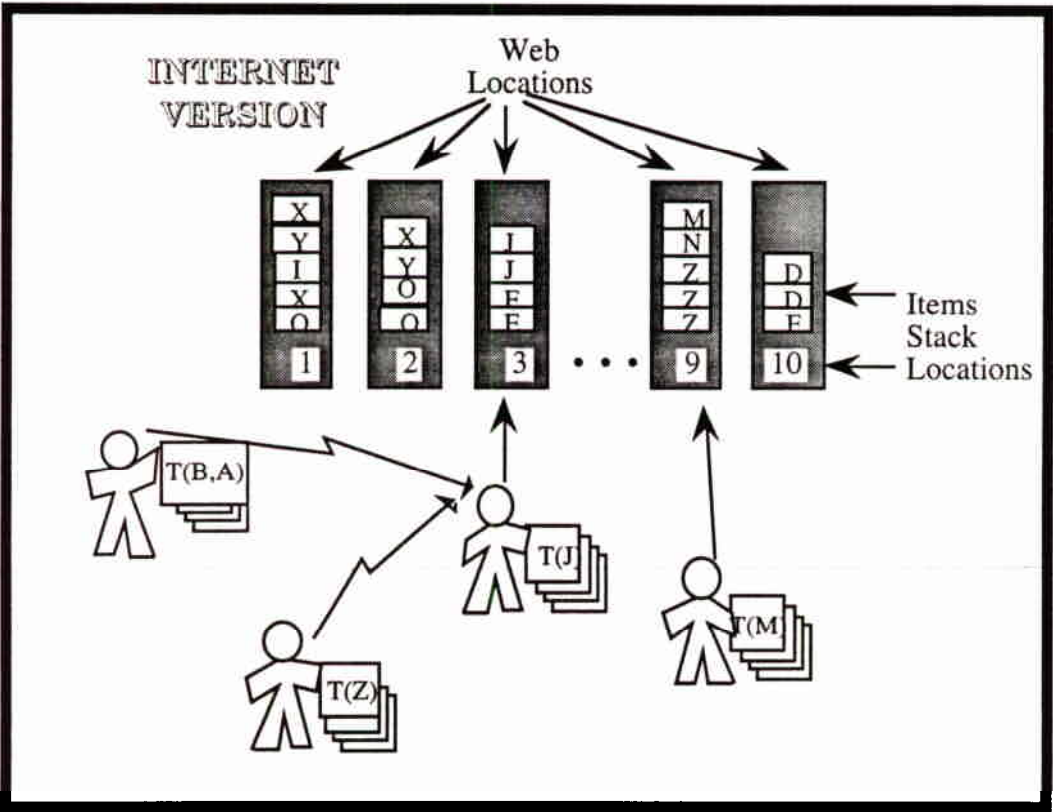 INTERNET
VERSION
Web
Locations
X
Y
I
X
O
1
X
Y
O
O
2
J
J
3
. . .
M
N
Z
Z
Z
9
D
D
10
Items
Stack
Locations
T(B,A)
T(J)
T(Z)
T(M)